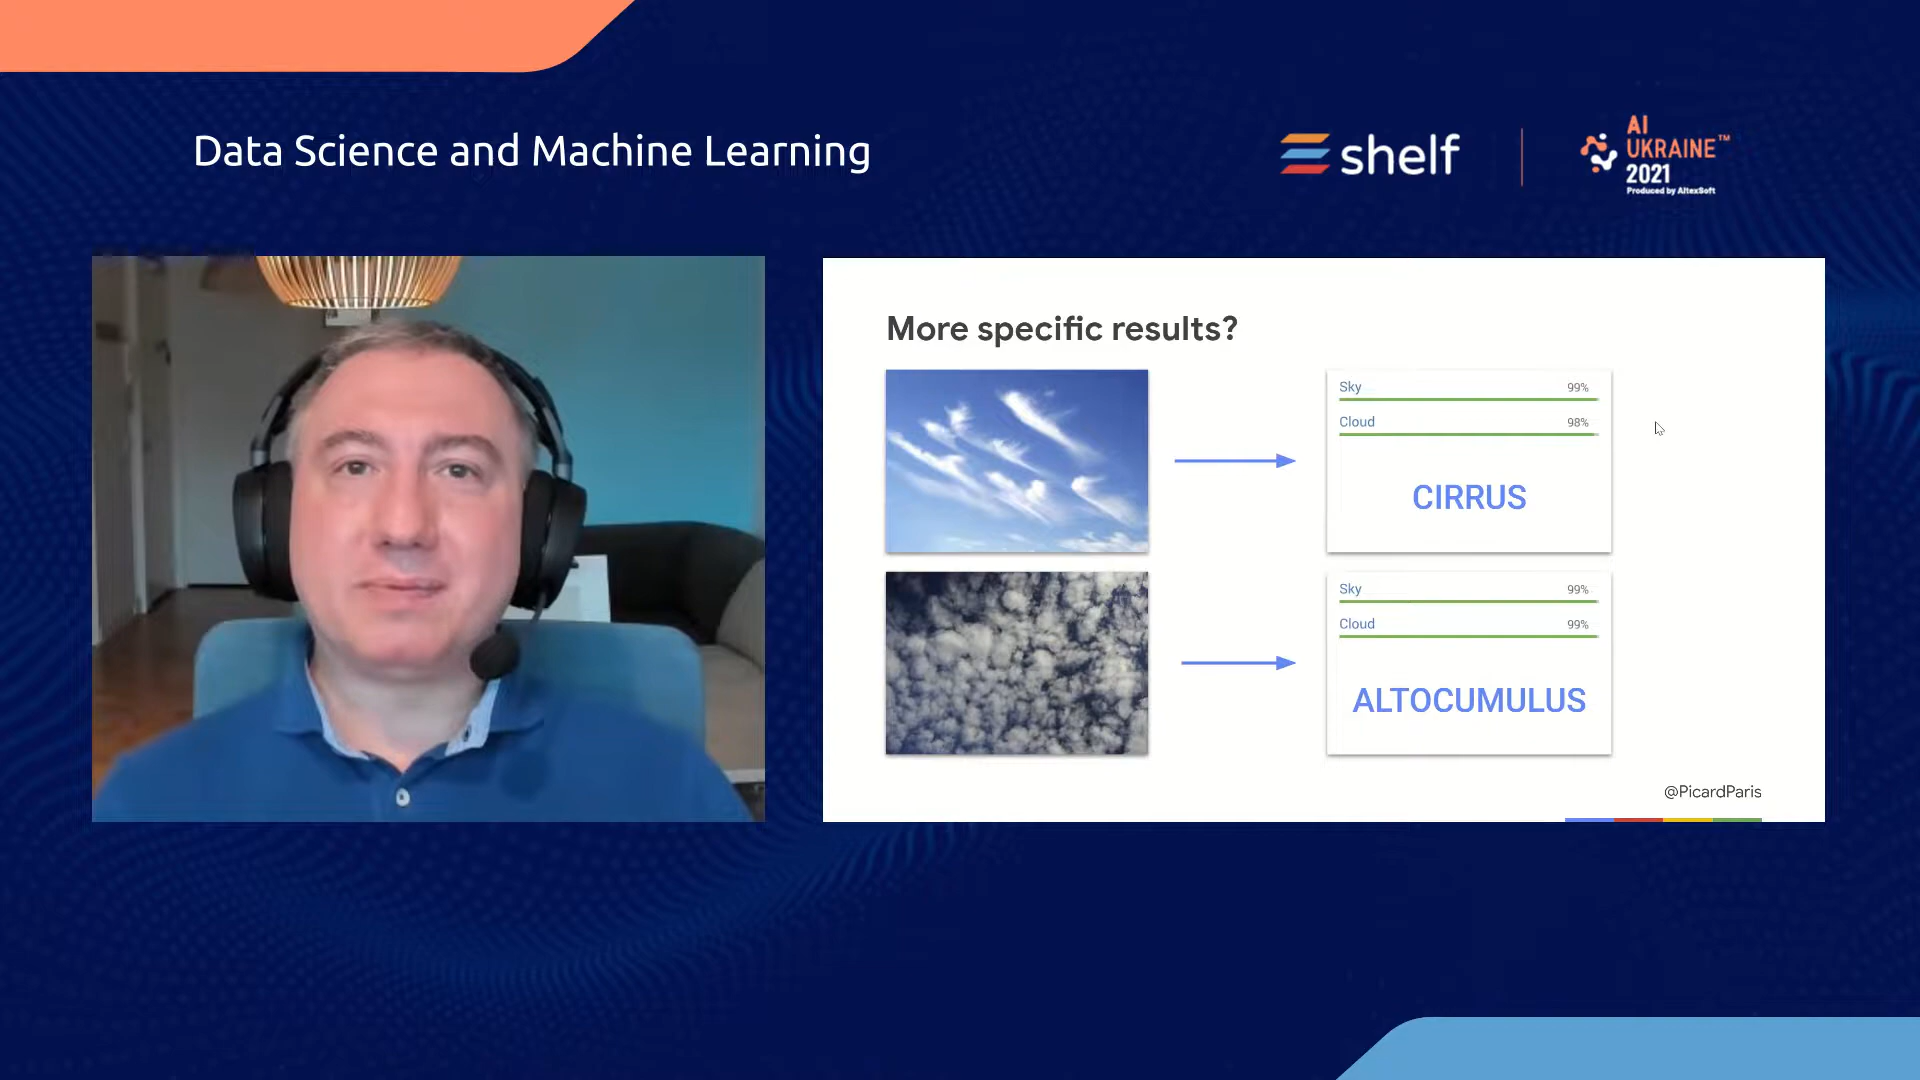 Data Science and Machine Learning
shelf
AI
UKRAINE™
2021
Produced by AltexSoft
More specific results?
Sky 99%
Cloud 98%
CIRRUS
Sky 99%
Cloud 99%
ALTOCUMULUS
@PicardParis